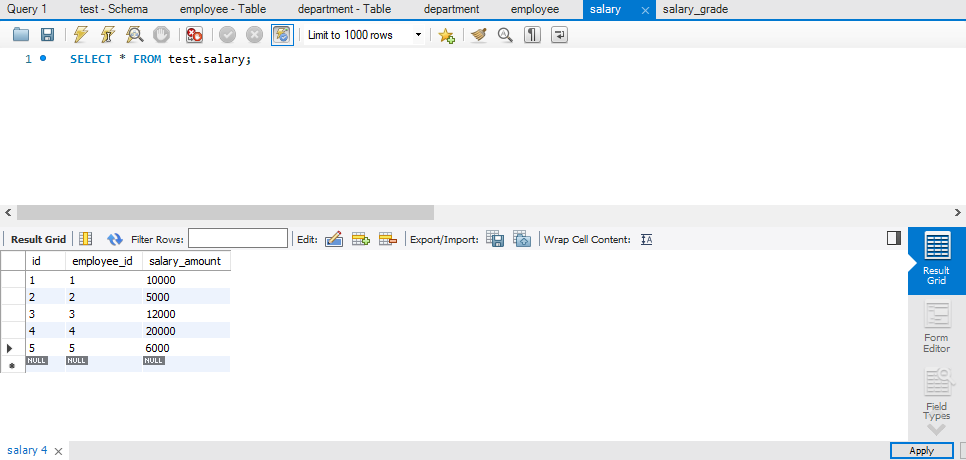 Query 1 test - Schema employee - Table department - Table department employee salary salary_grade
Limit to 1000 rows
1 SELECT * FROM test.salary;
Result Grid Filter Rows: Edit: Export/Import: Wrap Cell Content:
id employee_id salary_amount
1 1 10000
2 2 5000
3 3 12000
4 4 20000
5 5 6000
NULL NULL NULL
Result
Grid
Form
Editor
Field
Types
salary 4
Apply